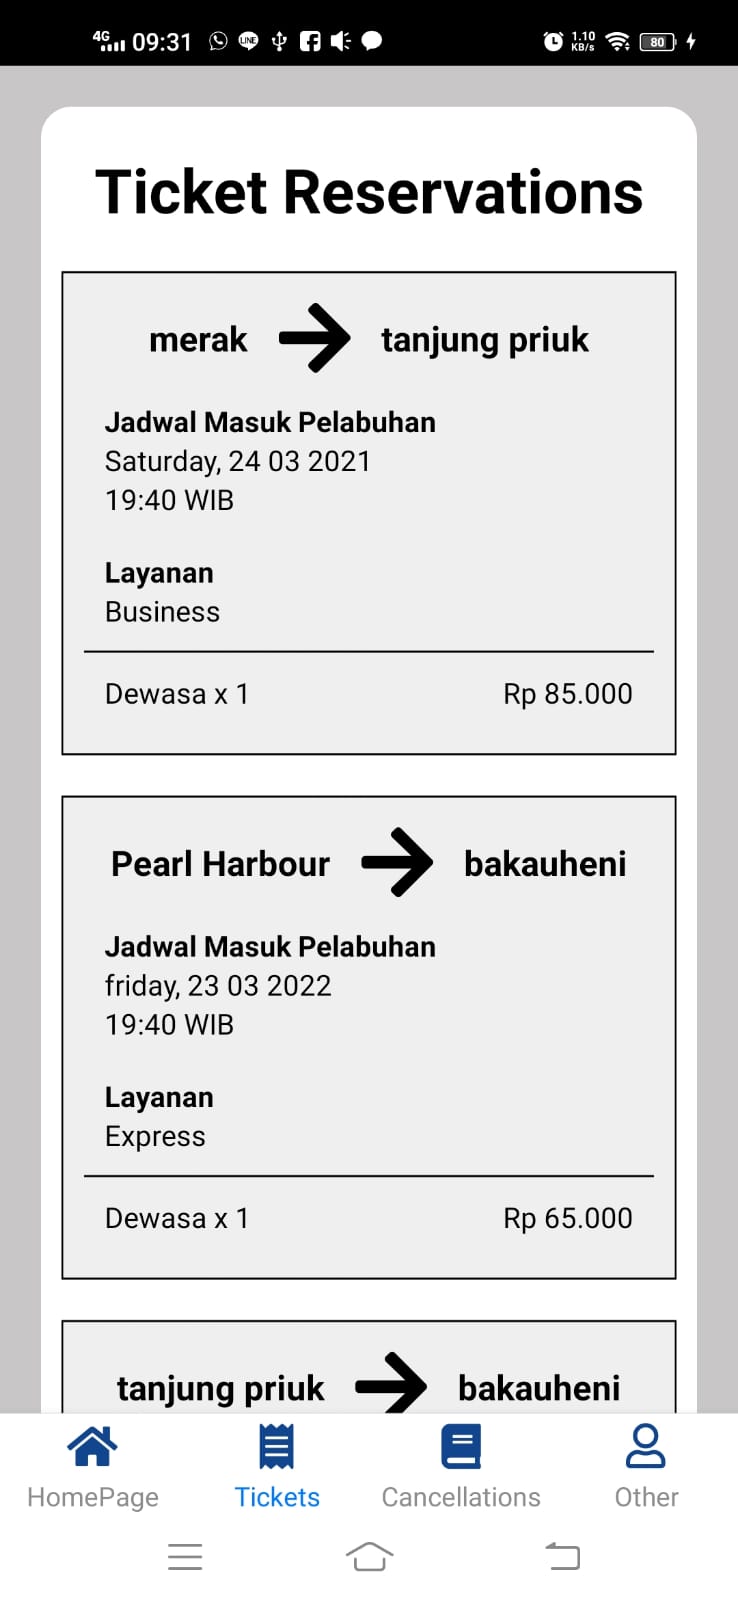 4G 09:31 LINE 1.10 KB/s 80
Ticket Reservations
merak tanjung priuk
Jadwal Masuk Pelabuhan
Saturday, 24 03 2021
19:40 WIB
Layanan
Business
Dewasa x 1 Rp 85.000
Pearl Harbour bakauheni
Jadwal Masuk Pelabuhan
friday, 23 03 2022
19:40 WIB
Layanan
Express
Dewasa x 1 Rp 65.000
tanjung priuk bakauheni
HomePage Tickets Cancellations Other